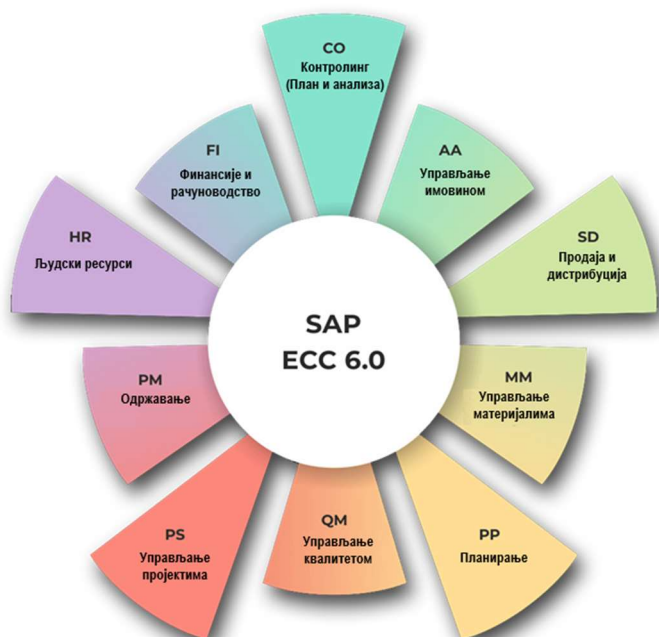 CO
Контролинг
(План и анализа)
FI
Финансије и
рачуноводство
AA
Управљање
имовином
HR
Људски ресурси
SD
Продаја и
дистрибуција
SAP
ECC 6.0
PM
Одржавање
MM
Управљање
материјалима
PS
Управљање
пројектима
QM
Управљање
квалитетом
PP
Планирање